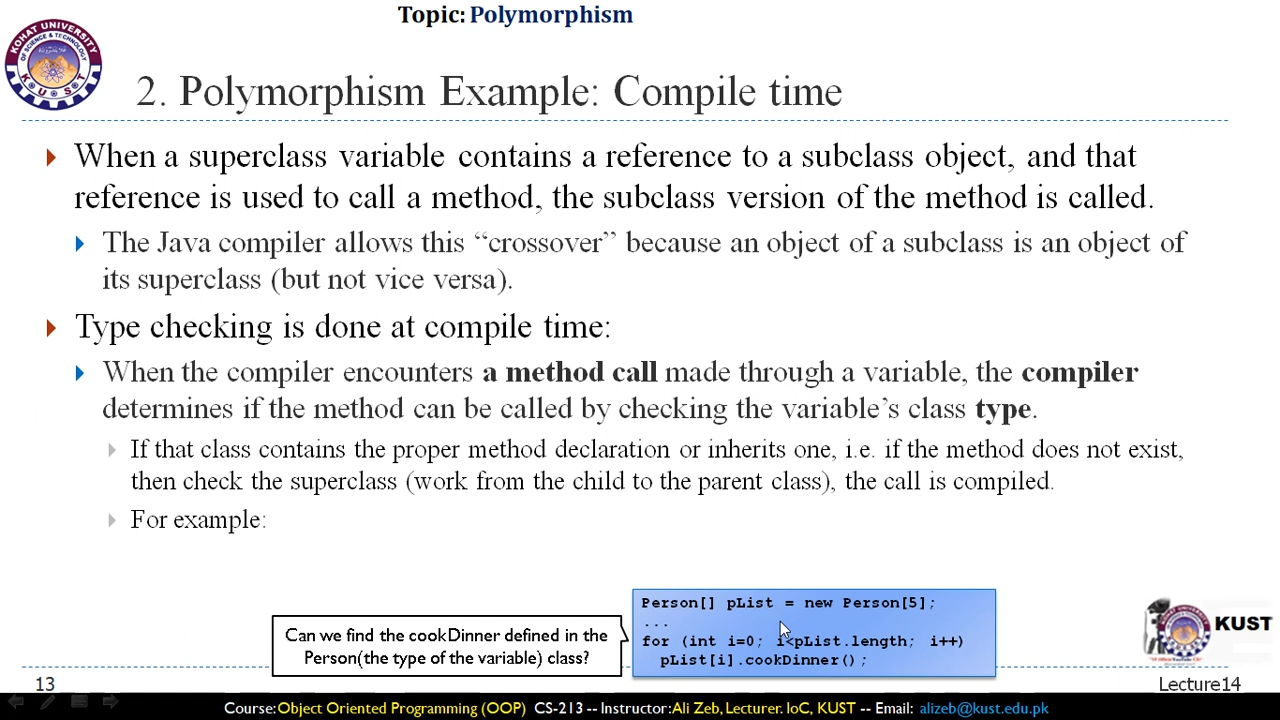 Topic: Polymorphism
KOHAT UNIVERSITY
OF SCIENCE & TECHNOLOGY
K U S T
2. Polymorphism Example: Compile time
When a superclass variable contains a reference to a subclass object, and that
reference is used to call a method, the subclass version of the method is called.
The Java compiler allows this “crossover” because an object of a subclass is an object of
its superclass (but not vice versa).
Type checking is done at compile time:
When the compiler encounters a method call made through a variable, the compiler
determines if the method can be called by checking the variable’s class type.
If that class contains the proper method declaration or inherits one, i.e. if the method does not exist,
then check the superclass (work from the child to the parent class), the call is compiled.
For example:
Can we find the cookDinner defined in the
Person(the type of the variable) class?
Person[] pList = new Person[5];
...
for (int i=0; i<pList.length; i++)
pList[i].cookDinner();
KUST
13
Lecture14
Course: Object Oriented Programming (OOP) CS-213 -- Instructor: Ali Zeb, Lecturer. IoC, KUST -- Email: alizeb@kust.edu.pk